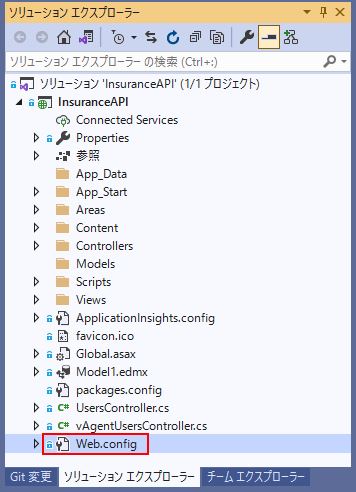 ソリューション エクスプローラー
ソリューション エクスプローラー の検索 (Ctrl+:)
ソリューション 'InsuranceAPI' (1/1 プロジェクト)
InsuranceAPI
Connected Services
Properties
参照
App_Data
App_Start
Areas
Content
Controllers
Models
Scripts
Views
ApplicationInsights.config
favicon.ico
Global.asax
Model1.edmx
packages.config
C# UsersController.cs
C# vAgentUsersController.cs
Web.config
Git 変更 ソリューション エクスプローラー チーム エクスプローラー